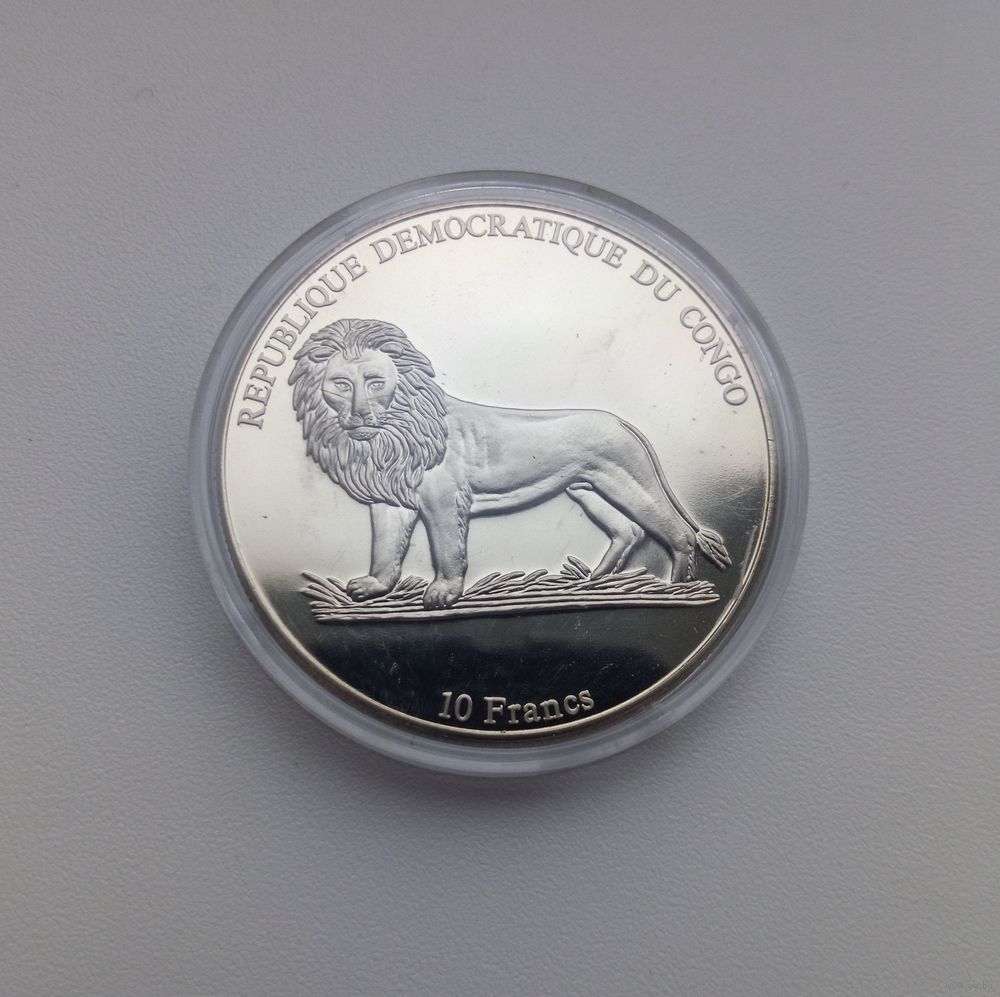 REPUBLIQUE DEMOCRATIQUE DU CONGO
10 Francs